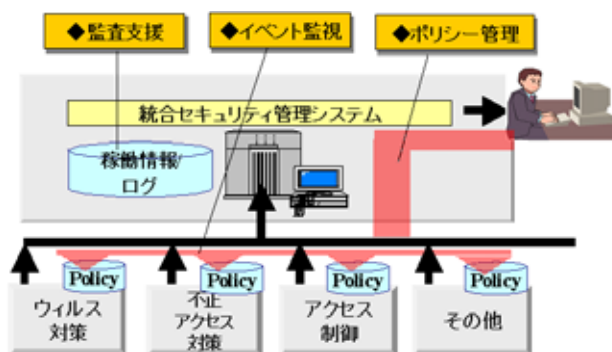 ◆監査支援
◆イベント監視
◆ポリシー管理
統合セキュリティ管理システム
稼働情報/
ログ
Policy
Policy
Policy
Policy
ウィルス
対策
不正
アクセス
対策
アクセス
制御
その他